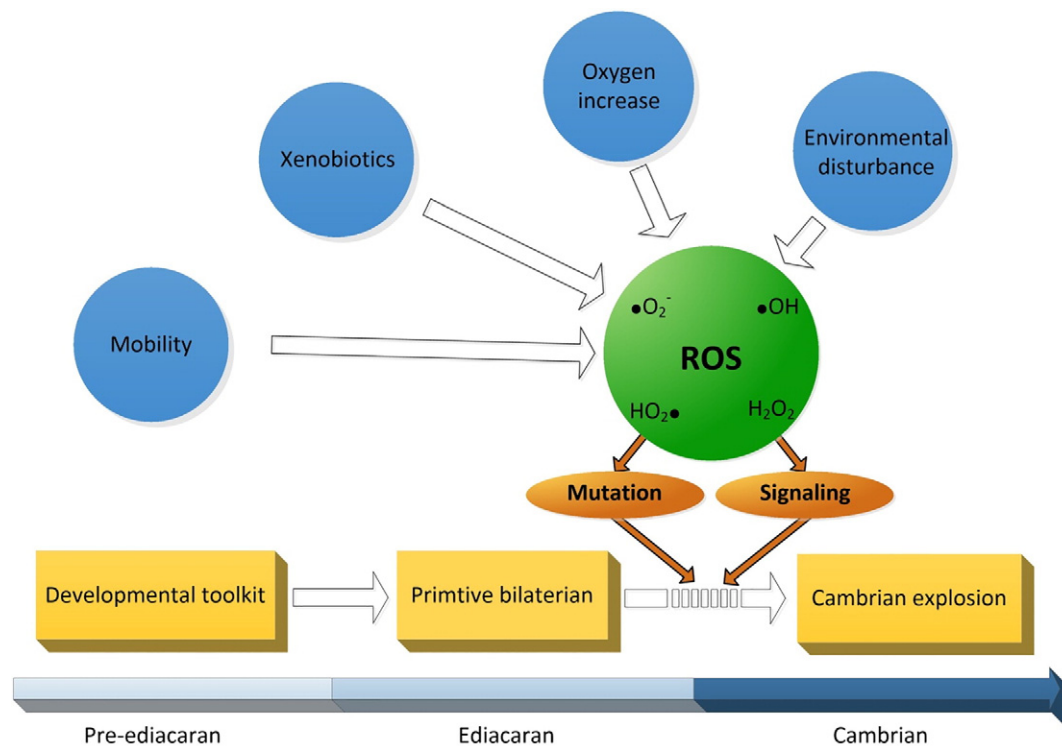 Oxygen
increase
Environmental
disturbance
Xenobiotics
Mobility
●O₂⁻
●OH
ROS
HO₂●
H₂O₂
Mutation
Signaling
Developmental toolkit
Primtive bilaterian
Cambrian explosion
Pre-ediacaran
Ediacaran
Cambrian